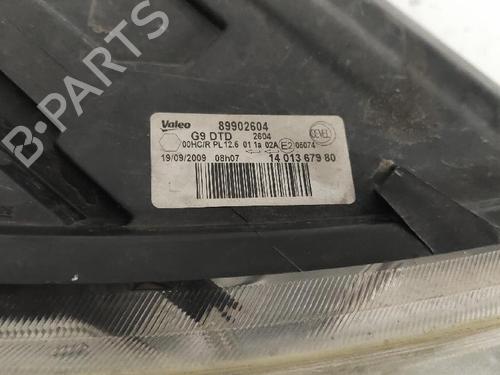 Valeo 89902604
G9 DTD 2604
00HC/R PL12.6 01 1a 02A E2 06074
19/09/2009 08h07 14 013 679 80
B-PARTS